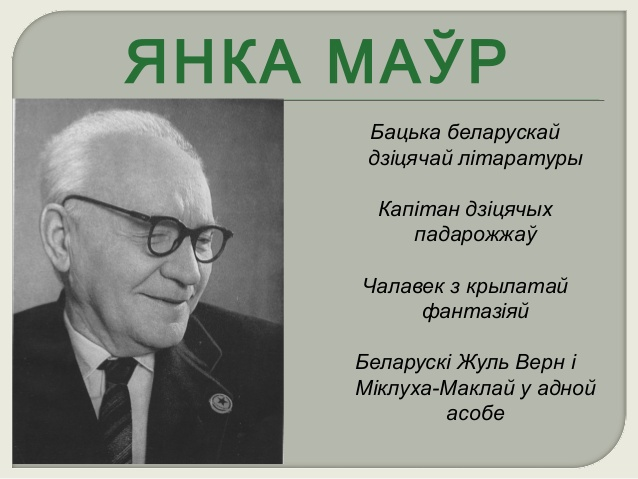 ЯНКА МАЎР
Бацька беларускай
дзіцячай літаратуры
Капітан дзіцячых
падарожжаў
Чалавек з крылатай
фантазіяй
Беларускі Жуль Верн і
Міклуха-Маклай у адной
асобе